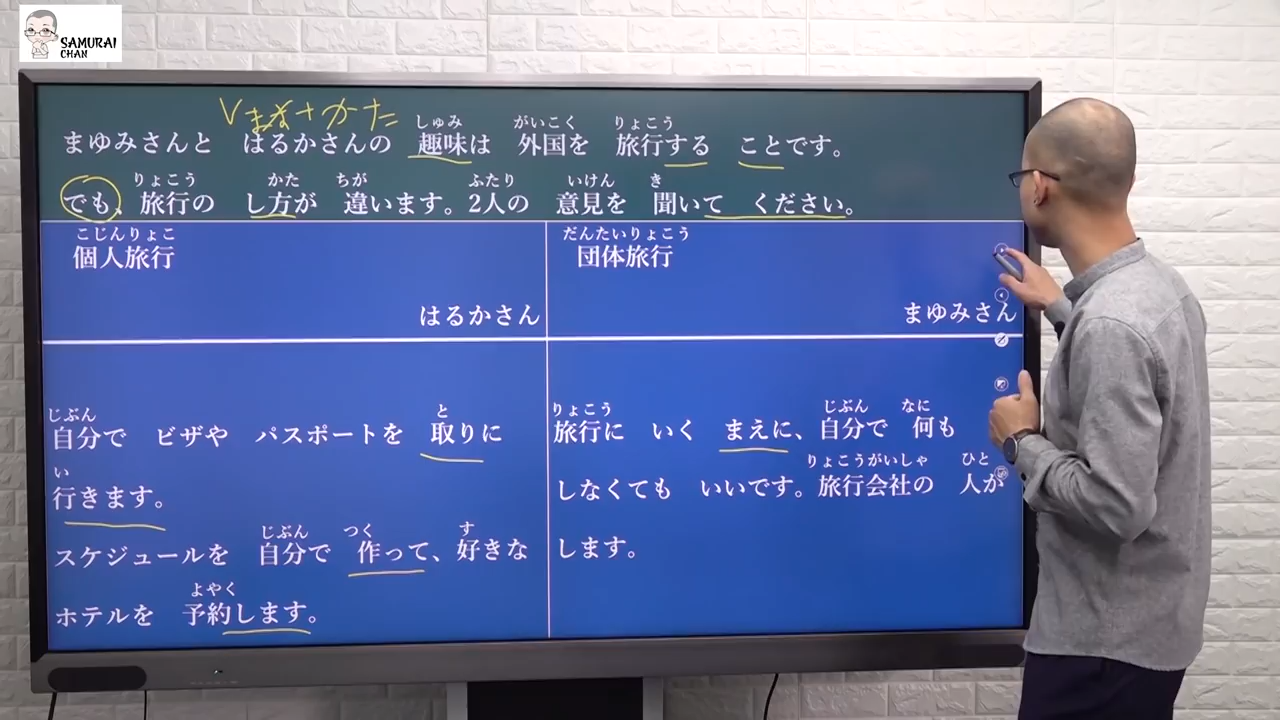 SAMURAI
CHAN
Vます+かた
しゅみ がいこく りょこう
まゆみさんと はるかさんの 趣味は 外国を 旅行する ことです。
りょこう かた ちが ふたり いけん き
でも、旅行の し方が 違います。2人の 意見を 聞いて ください。
こじんりょこ
個人旅行
はるかさん
だんたいりょこう
団体旅行
まゆみさん
じぶん と
自分で ビザや パスポートを 取りに
い
行きます。
じぶん つく す
スケジュールを 自分で 作って、好きな
よやく
ホテルを 予約します。
りょこう じぶん なに
旅行に いく まえに、自分で 何も
りょこうがいしゃ ひと
しなくても いいです。旅行会社の 人が
します。